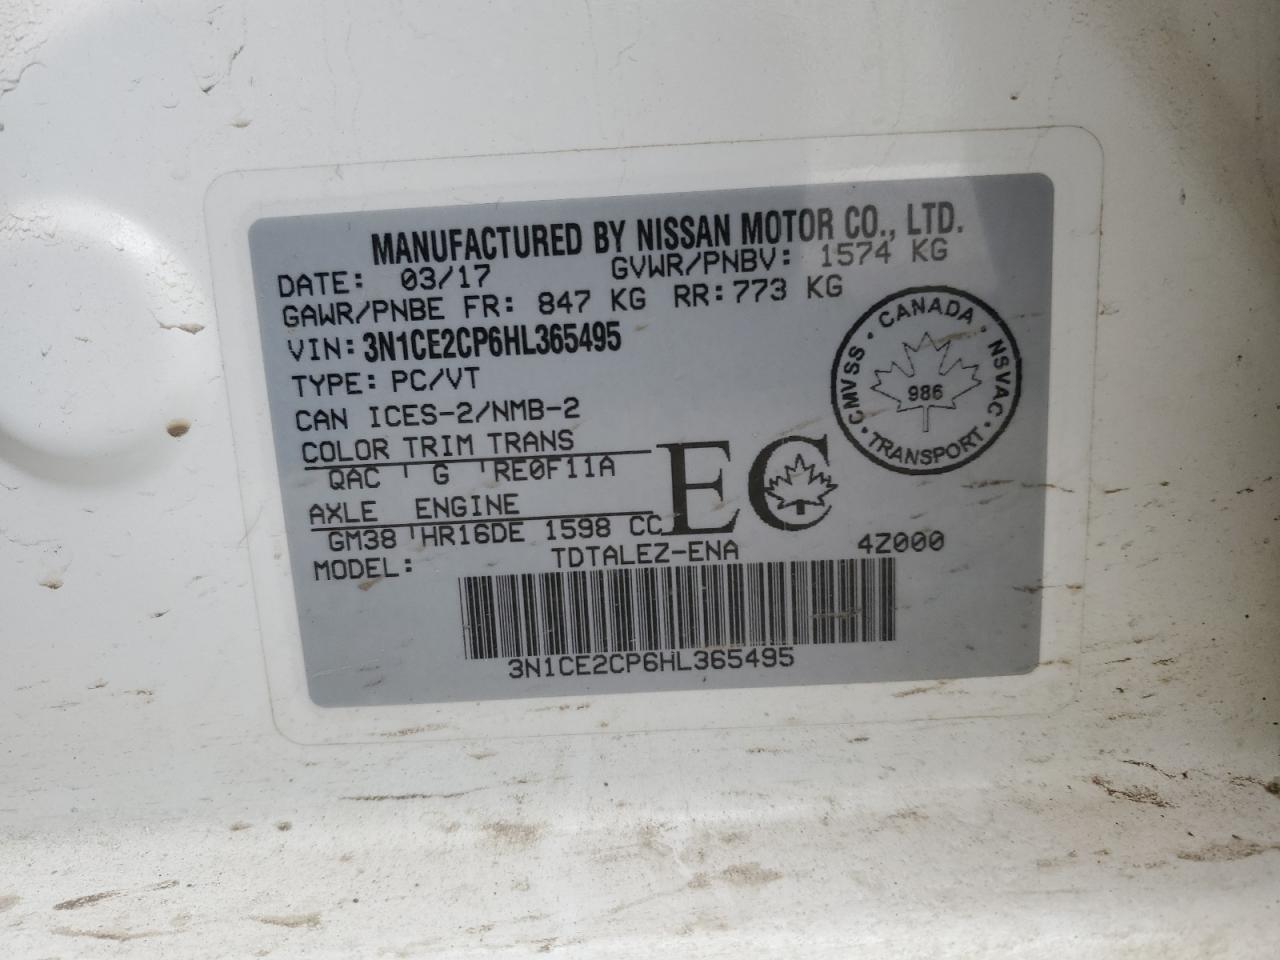 MANUFACTURED BY NISSAN MOTOR CO., LTD.
DATE: 03/17 GVWR/PNBV: 1574 KG
GAWR/PNBE FR: 847 KG RR:773 KG
VIN: 3N1CE2CP6HL365495
TYPE: PC/VT
CAN ICES-2/NMB-2
COLOR TRIM TRANS
QAC G RE0F11A
AXLE ENGINE
GM38 HR16DE 1598 CC
MODEL: TDTALEZ-ENA 4Z000
3N1CE2CP6HL365495
EC
CMVSS · CANADA · NSVAC · TRANSPORT ·
986